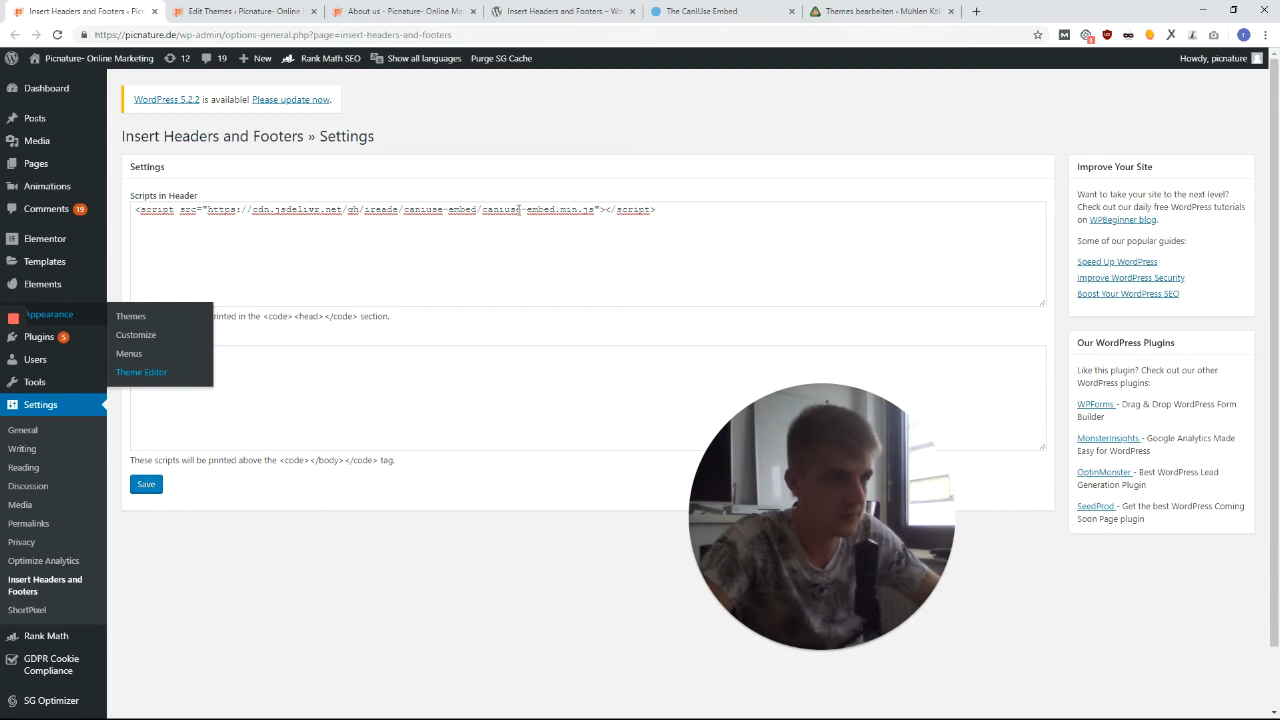 Insert Headers and Footers ‹ Picnatu
Edit Themes ‹ Picnature- Online M
About us - Picnature- Online Mar
Insert Headers and Footers – Wor
The CanIUse Embed
Themes bearbeiten ‹ Mühlen Köl
https://picnature.de/wp-admin/options-general.php?page=insert-headers-and-footers
Picnature- Online Marketing
12
19
New
Rank Math SEO
Show all languages
Purge SG Cache
Howdy, picnature
Dashboard
Posts
Media
Pages
Animations
Comments 19
Elementor
Templates
Elements
Appearance
Plugins 5
Users
Tools
Settings
General
Writing
Reading
Discussion
Media
Permalinks
Privacy
Optimize Analytics
Insert Headers and
Footers
ShortPixel
Rank Math
GDPR Cookie
Compliance
SG Optimizer
Themes
Customize
Menus
Theme Editor
WordPress 5.2.2 is available! Please update now.
Insert Headers and Footers » Settings
Settings
Scripts in Header
<script src="https://cdn.jsdelivr.net/gh/ireade/caniuse-embed/caniuse-embed.min.js"></script>
inted in the <code><head></code> section.
These scripts will be printed above the <code></body></code> tag.
Save
Improve Your Site
Want to take your site to the next level?
Check out our daily free WordPress tutorials
on WPBeginner blog.
Some of our popular guides:
Speed Up WordPress
Improve WordPress Security
Boost Your WordPress SEO
Our WordPress Plugins
Like this plugin? Check out our other
WordPress plugins:
WPForms - Drag & Drop WordPress Form
Builder
MonsterInsights - Google Analytics Made
Easy for WordPress
OptinMonster - Best WordPress Lead
Generation Plugin
SeedProd - Get the best WordPress Coming
Soon Page plugin